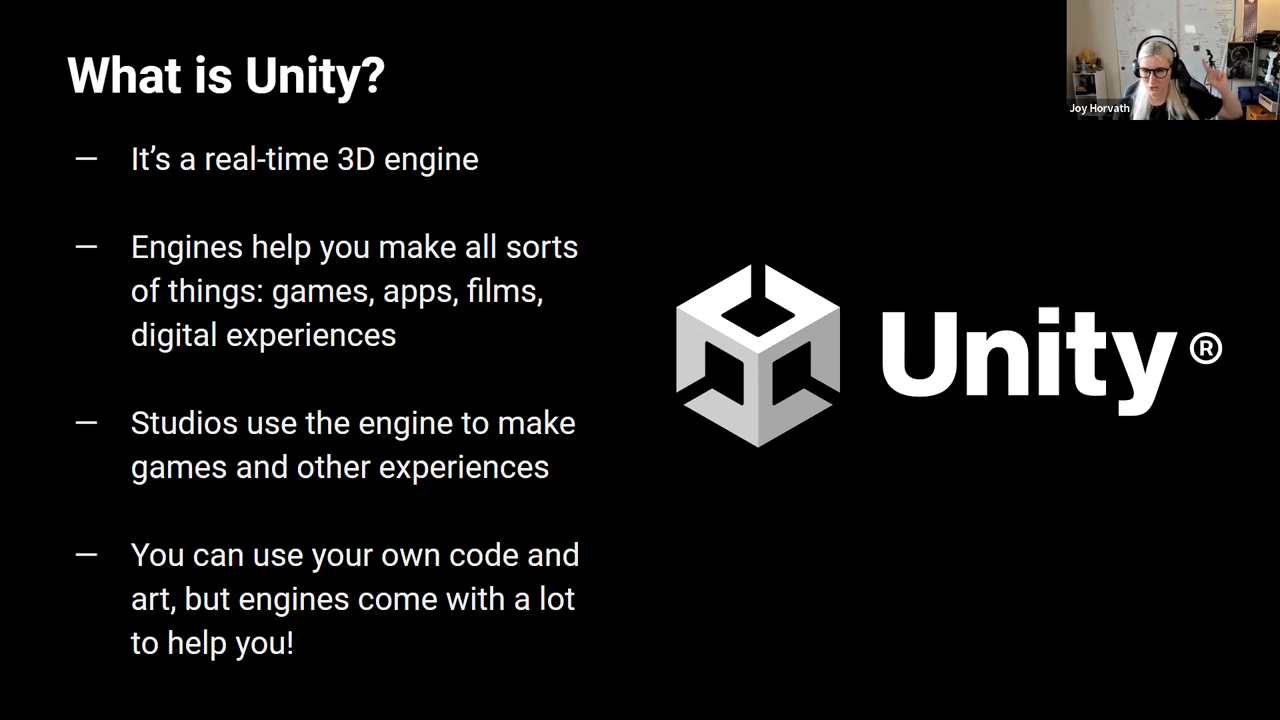 What is Unity?
— It’s a real-time 3D engine
— Engines help you make all sorts
of things: games, apps, films,
digital experiences
— Studios use the engine to make
games and other experiences
— You can use your own code and
art, but engines come with a lot
to help you!
Unity®
Joy Horvath